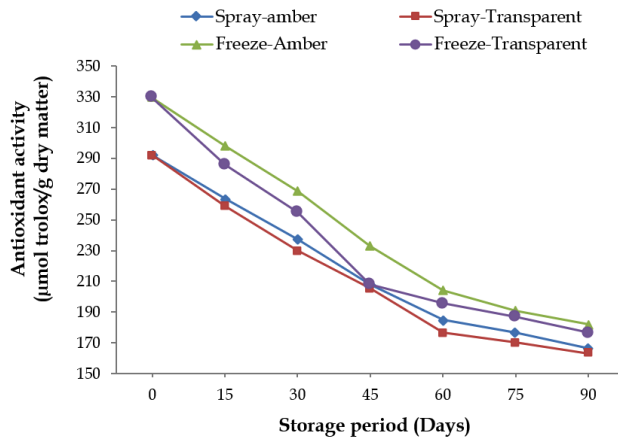 Spray-amber Spray-Transparent
Freeze-Amber Freeze-Transparent
350
330
310
290
270
250
230
210
190
170
150
Antioxidant activity
(µmol trolox/g dry matter)
0 15 30 45 60 75 90
Storage period (Days)